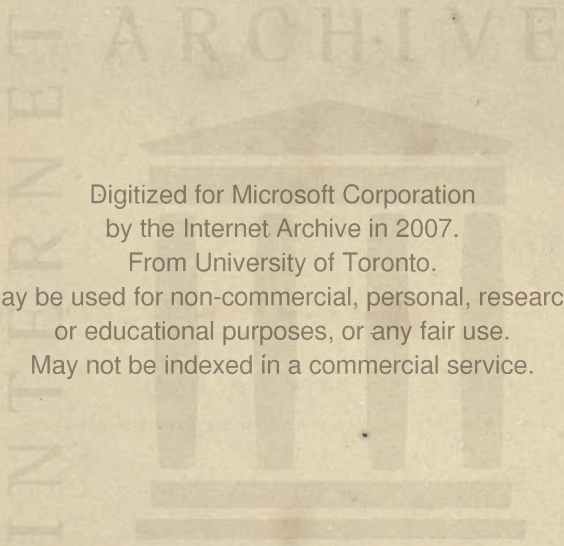 INTERNET ARCHIVE
Digitized for Microsoft Corporation
by the Internet Archive in 2007.
From University of Toronto.
ay be used for non-commercial, personal, researc
or educational purposes, or any fair use.
May not be indexed in a commercial service.